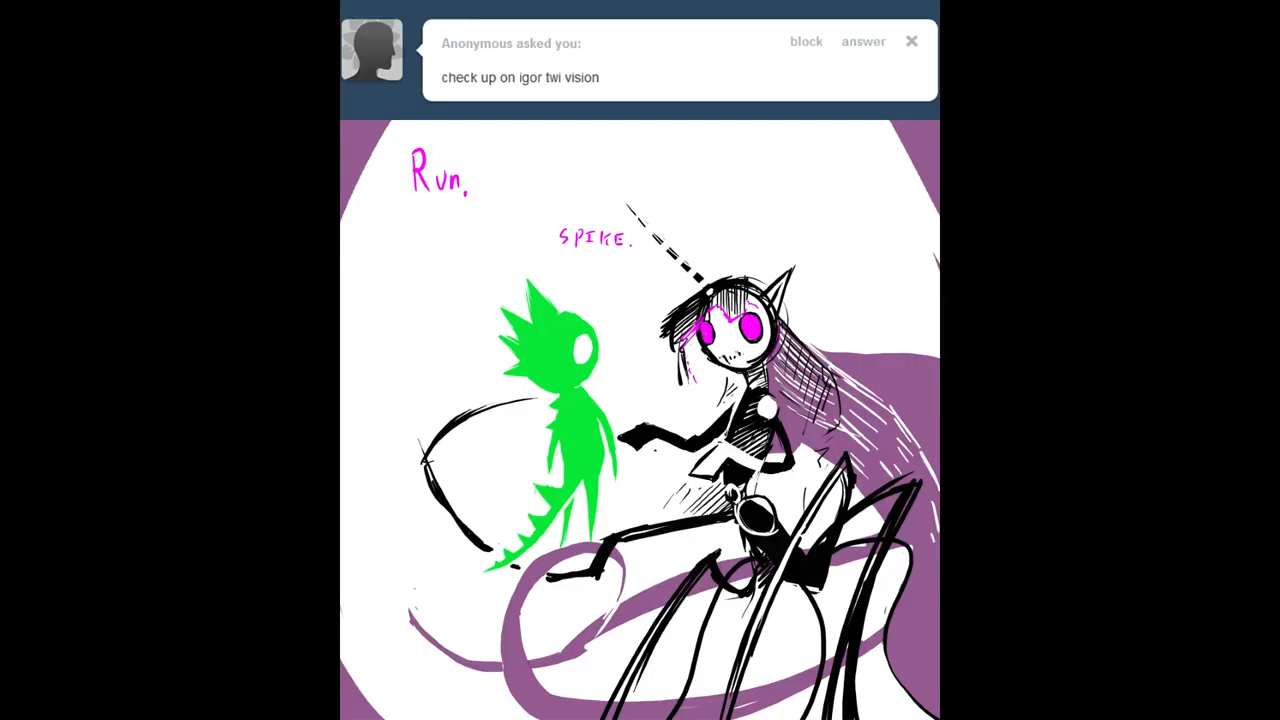 Anonymous asked you:
block answer
check up on igor twi vision
Run.
SPIKE.